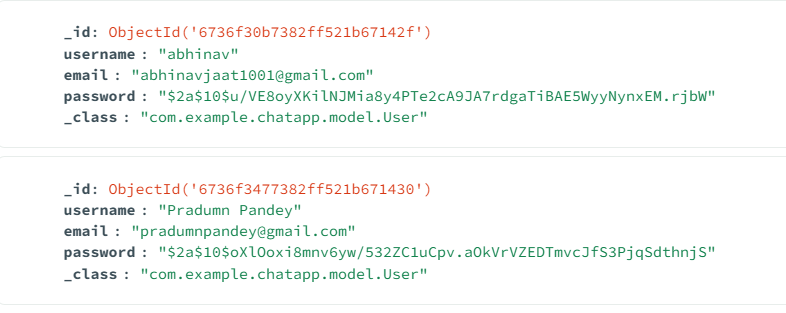 _id: ObjectId('6736f30b7382ff521b67142f')
username : "abhinav"
email : "abhinavjaat1001@gmail.com"
password : "$2a$10$u/VE8oyXKilNJMia8y4PTe2cA9JA7rdgaTiBAE5WyyNynxEM.rjbW"
_class : "com.example.chatapp.model.User"
_id: ObjectId('6736f3477382ff521b671430')
username : "Pradumn Pandey"
email : "pradumnpandey@gmail.com"
password : "$2a$10$oXlOoxi8mnv6yw/532ZC1uCpv.aOkVrVZEDTmvcJfS3PjqSdthnjS"
_class : "com.example.chatapp.model.User"